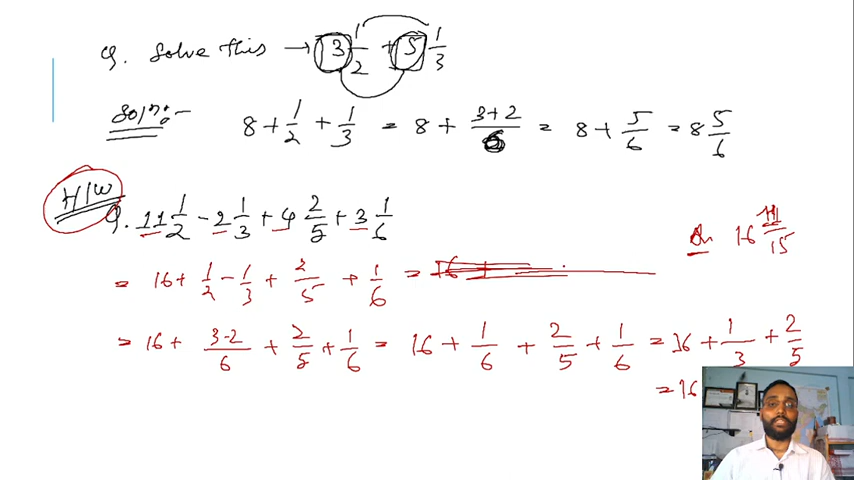 Q. Solve this → 3 1/2 + 5 1/3
Soln:-
8 + 1/2 + 1/3 = 8 + (3+2)/6 = 8 + 5/6 = 8 5/6
H/W
Q. 11 1/2 - 2 1/3 + 4 2/5 + 3 1/6
= 16 + 1/2 - 1/3 + 2/5 + 1/6 =
16 11/15
= 16 + (3-2)/6 + 2/5 + 1/6 = 16 + 1/6 + 2/5 + 1/6 = 16 + 1/3 + 2/5
= 16